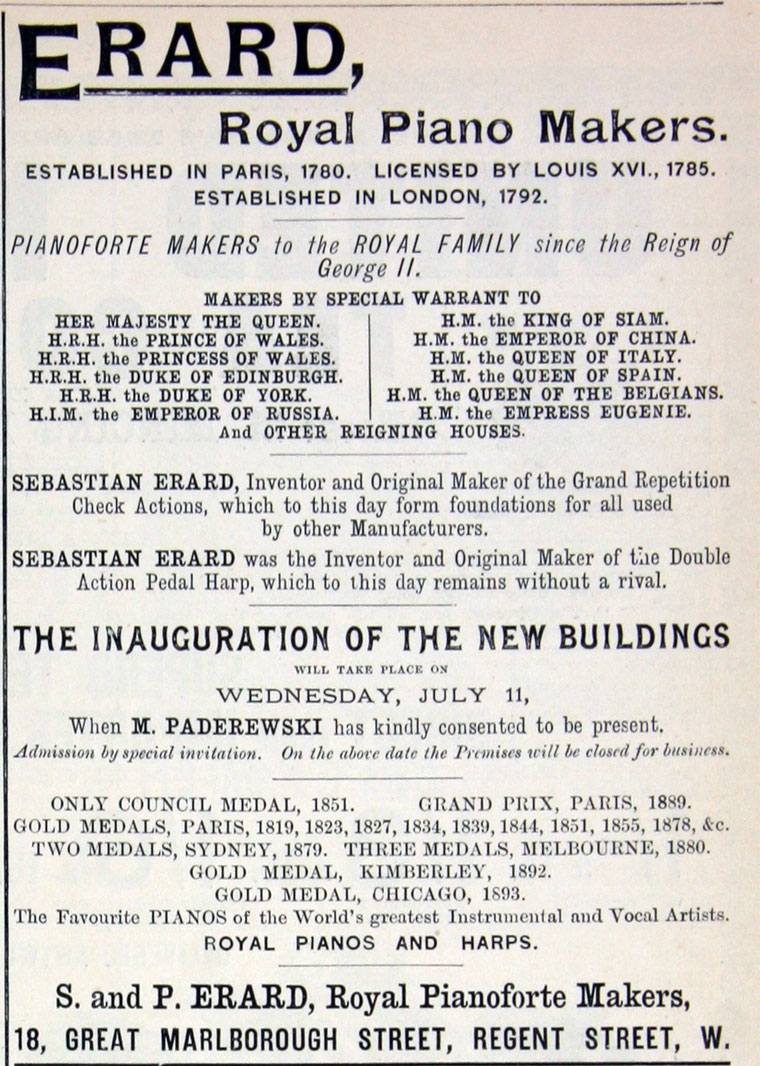 ERARD,
Royal Piano Makers.
ESTABLISHED IN PARIS, 1780. LICENSED BY LOUIS XVI., 1785.
ESTABLISHED IN LONDON, 1792.
PIANOFORTE MAKERS to the ROYAL FAMILY since the Reign of
George II.
MAKERS BY SPECIAL WARRANT TO
HER MAJESTY THE QUEEN.
H.R.H. the PRINCE OF WALES.
H.R.H. the PRINCESS OF WALES.
H.R.H. the DUKE OF EDINBURGH.
H.R.H. the DUKE OF YORK.
H.I.M. the EMPEROR OF RUSSIA.
H.M. the KING OF SIAM.
H.M. the EMPEROR OF CHINA.
H.M. the QUEEN OF ITALY.
H.M. the QUEEN OF SPAIN.
H.M. the QUEEN OF THE BELGIANS.
H.M. the EMPRESS EUGENIE.
And OTHER REIGNING HOUSES.
SEBASTIAN ERARD, Inventor and Original Maker of the Grand Repetition
Check Actions, which to this day form foundations for all used
by other Manufacturers.
SEBASTIAN ERARD was the Inventor and Original Maker of the Double
Action Pedal Harp, which to this day remains without a rival.
THE INAUGURATION OF THE NEW BUILDINGS
WILL TAKE PLACE ON
WEDNESDAY, JULY 11,
When M. PADEREWSKI has kindly consented to be present.
Admission by special invitation. On the above date the Premises will be closed for business.
ONLY COUNCIL MEDAL, 1851. GRAND PRIX, PARIS, 1889.
GOLD MEDALS, PARIS, 1819, 1823, 1827, 1834, 1839, 1844, 1851, 1855, 1878, &c.
TWO MEDALS, SYDNEY, 1879. THREE MEDALS, MELBOURNE, 1880.
GOLD MEDAL, KIMBERLEY, 1892.
GOLD MEDAL, CHICAGO, 1893.
The Favourite PIANOS of the World's greatest Instrumental and Vocal Artists.
ROYAL PIANOS AND HARPS.
S. and P. ERARD, Royal Pianoforte Makers,
18, GREAT MARLBOROUGH STREET, REGENT STREET, W.